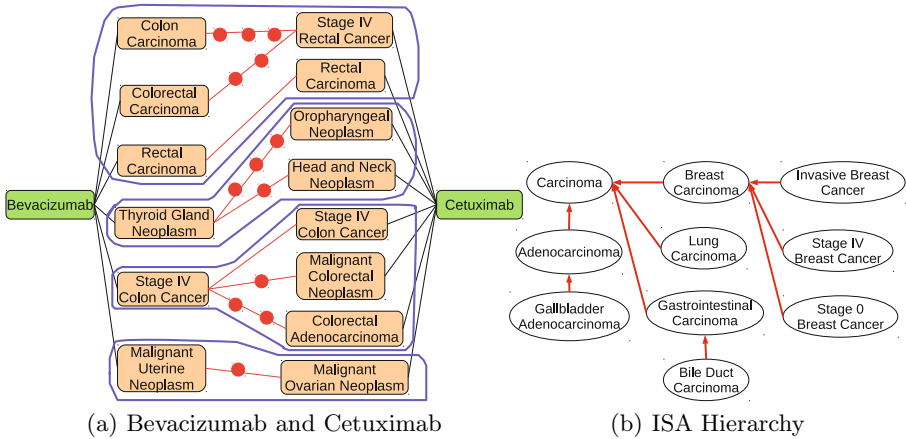 Colon
Carcinoma
Stage IV
Rectal Cancer
Rectal
Carcinoma
Colorectal
Carcinoma
Oropharyngeal
Neoplasm
Rectal
Carcinoma
Head and Neck
Neoplasm
Bevacizumab
Cetuximab
Thyroid Gland
Neoplasm
Stage IV
Colon Cancer
Malignant
Colorectal
Neoplasm
Stage IV
Colon Cancer
Colorectal
Adenocarcinoma
Malignant
Uterine
Neoplasm
Malignant
Ovarian Neoplasm
(a) Bevacizumab and Cetuximab
Carcinoma
Breast
Carcinoma
Invasive Breast
Cancer
Adenocarcinoma
Lung
Carcinoma
Stage IV
Breast Cancer
Gallbladder
Adenocarcinoma
Gastrointestinal
Carcinoma
Stage 0
Breast Cancer
Bile Duct
Carcinoma
(b) ISA Hierarchy